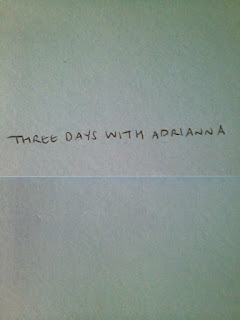 THREE DAYS WITH ADRIANNA